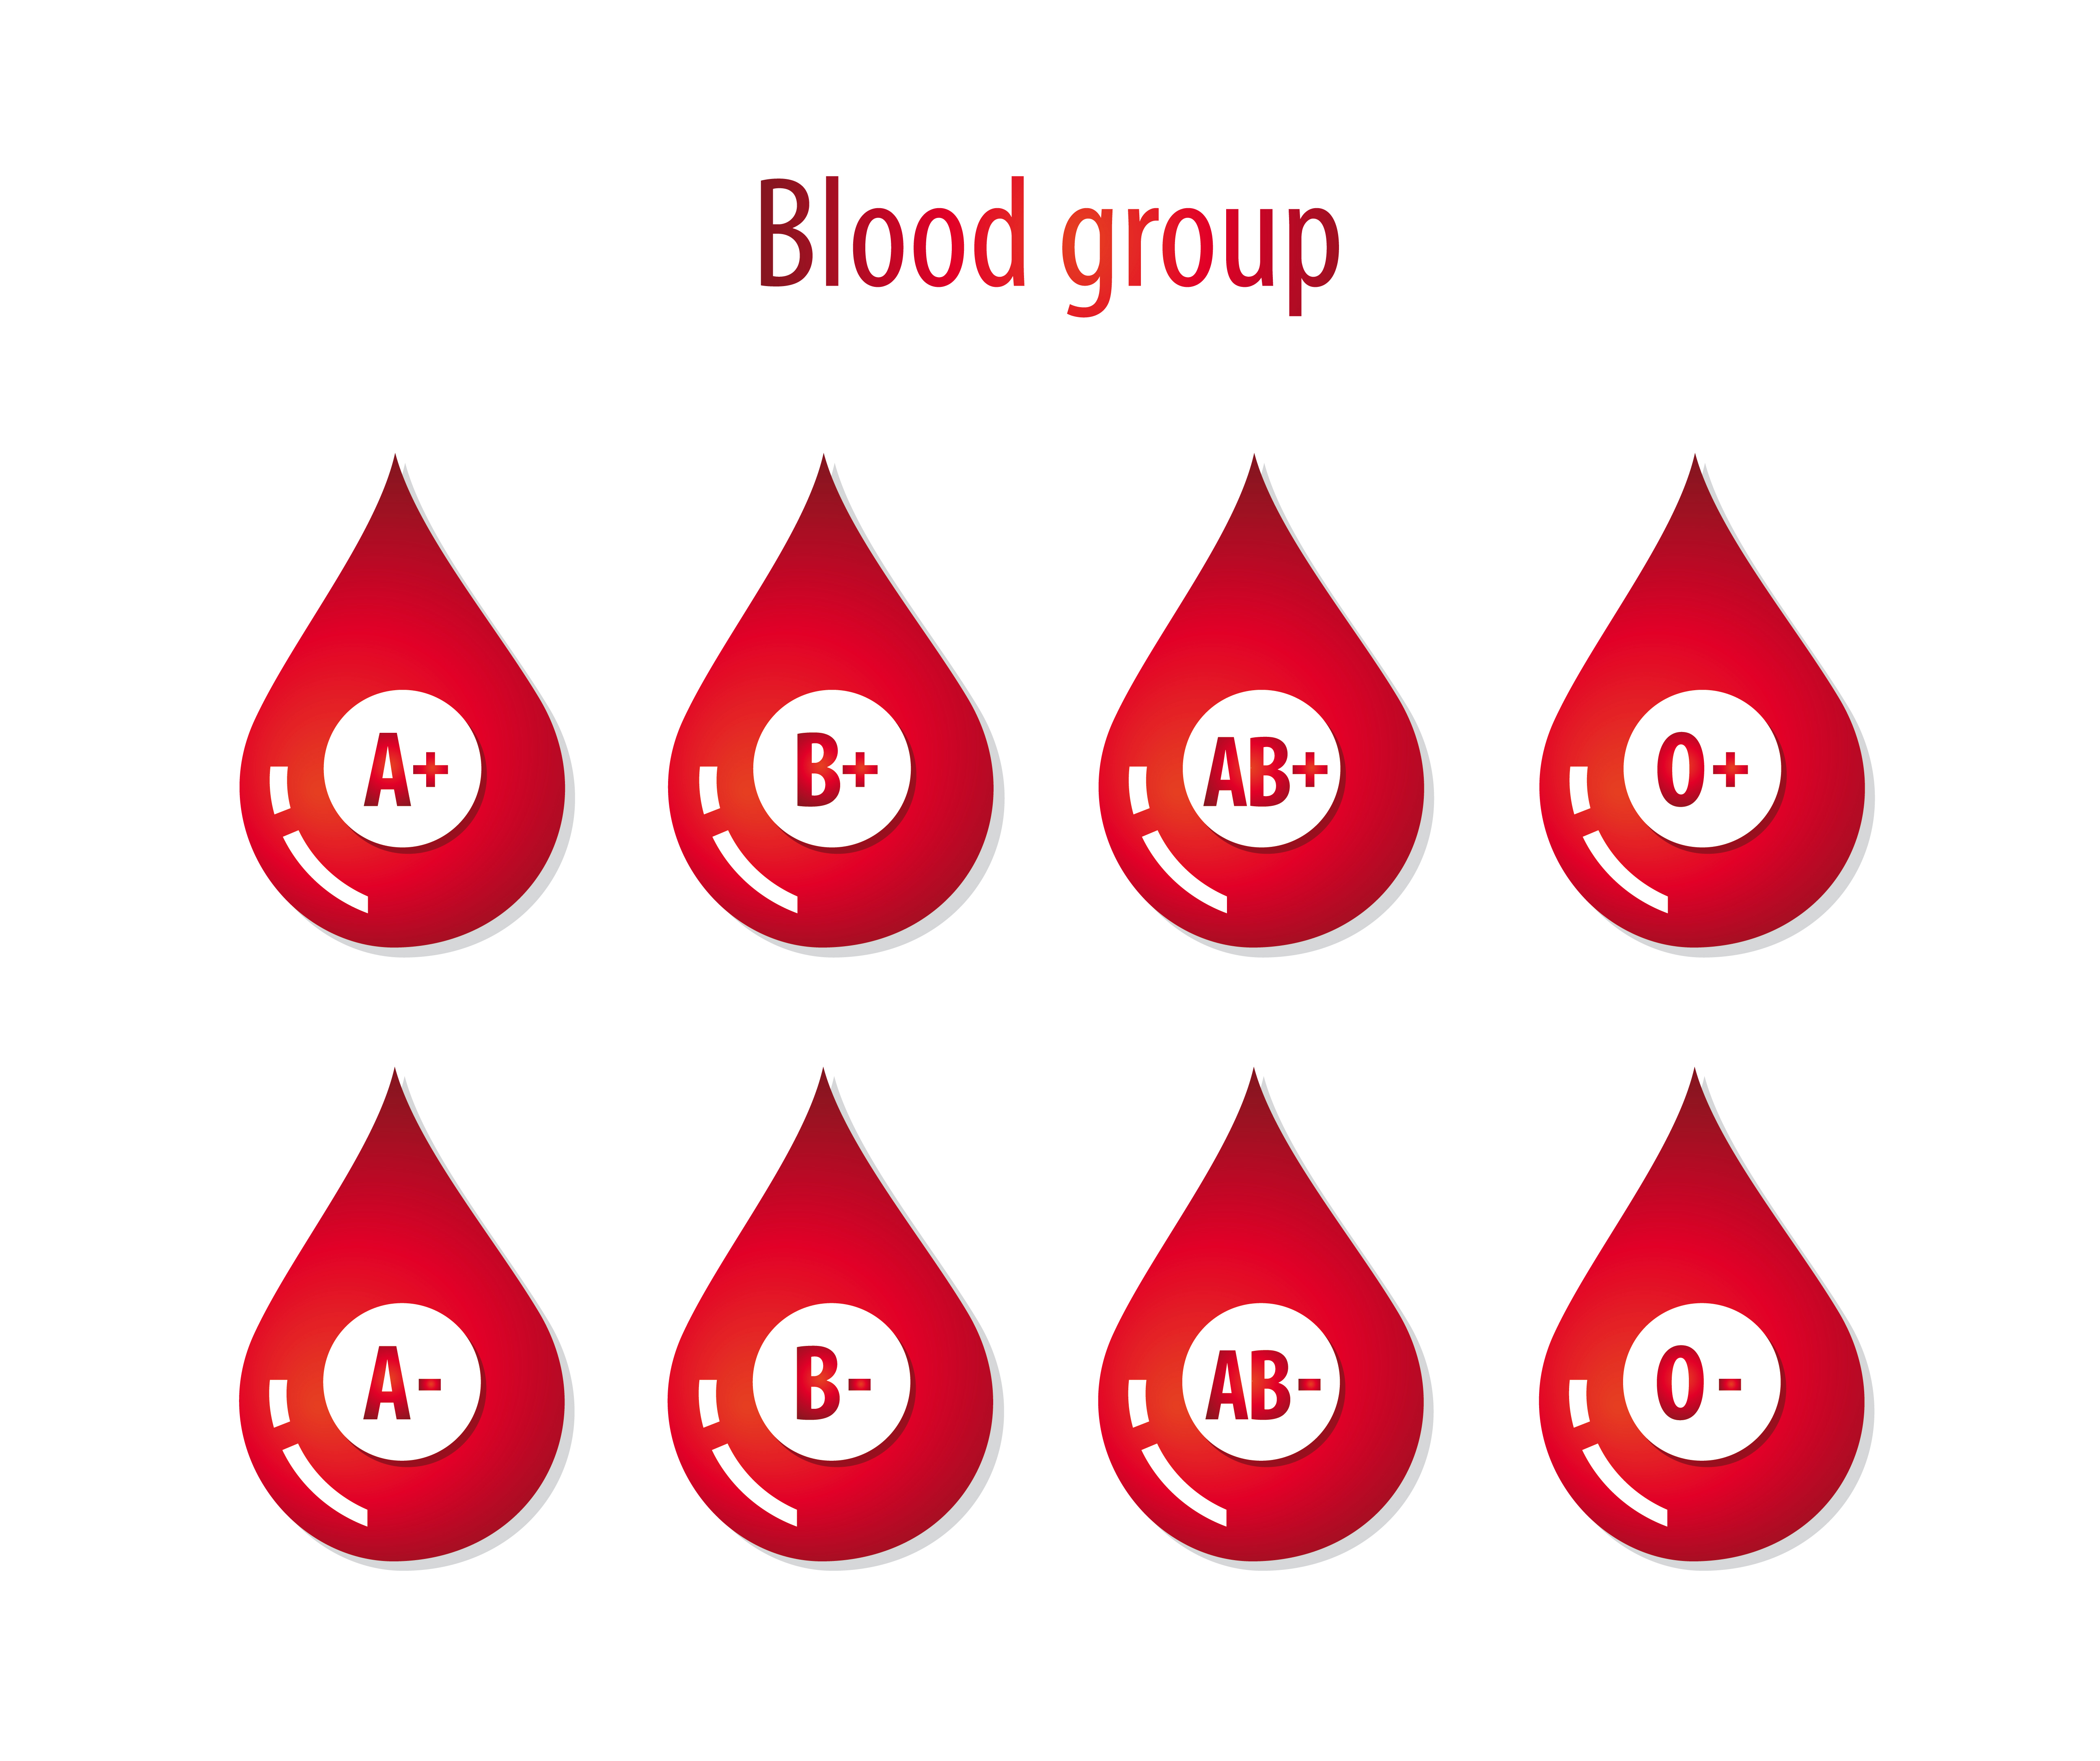 Blood group
A+ B+ AB+ O+
A- B- AB- O-